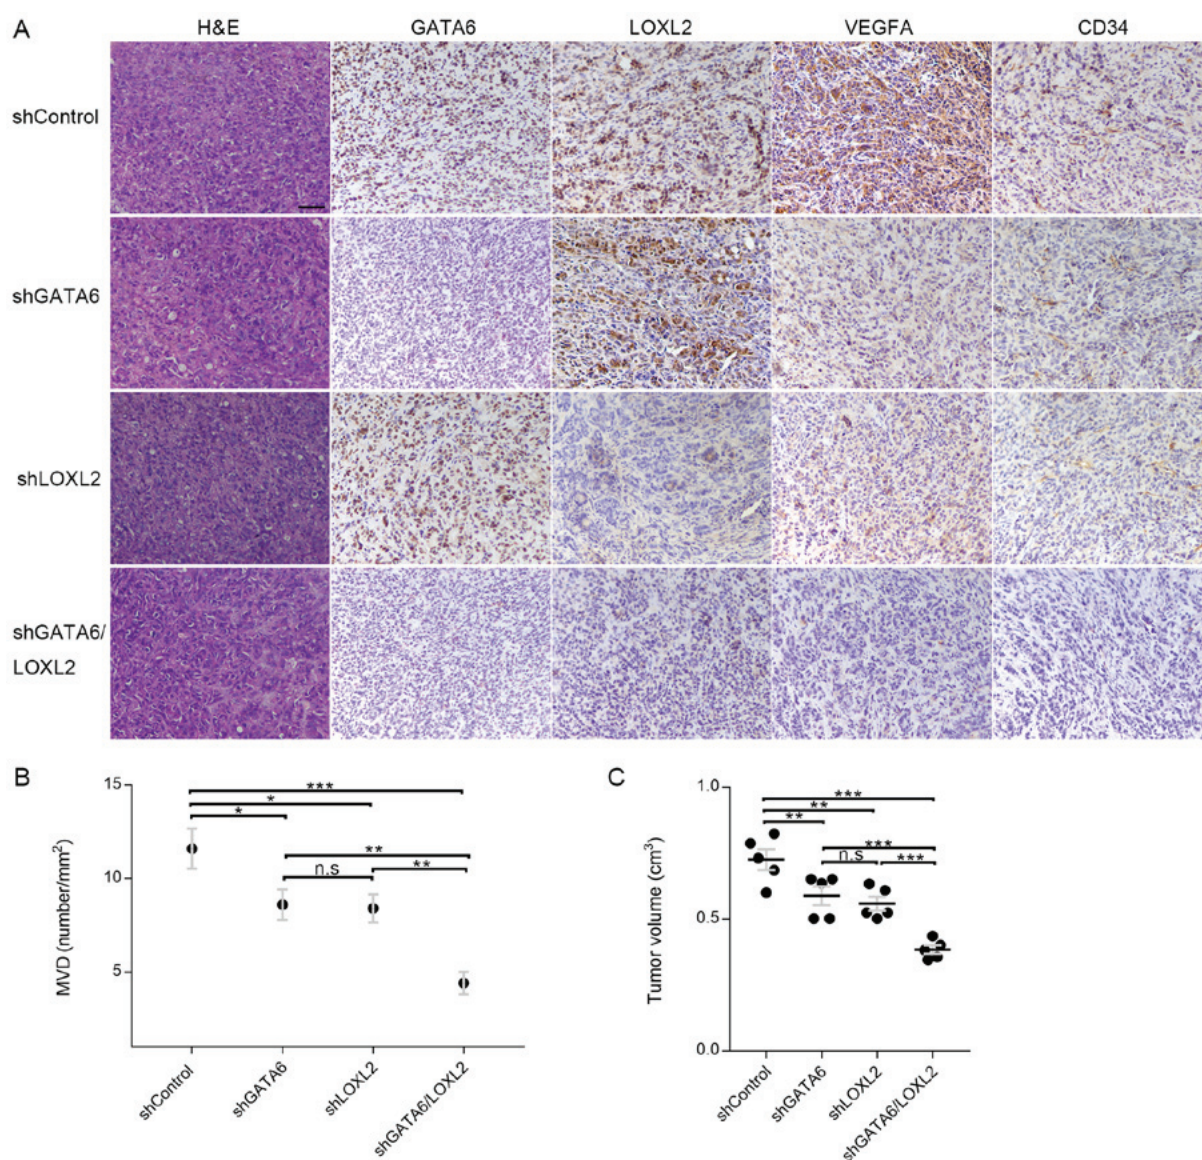 A
H&E GATA6 LOXL2 VEGFA CD34
shControl
shGATA6
shLOXL2
shGATA6/
LOXL2
B
MVD (number/mm²)
15
10
5
***
*
*
**
n.s
**
shControl
shGATA6
shLOXL2
shGATA6/LOXL2
C
Tumor volume (cm³)
1.0
0.5
0.0
***
**
**
***
n.s
***
shControl
shGATA6
shLOXL2
shGATA6/LOXL2